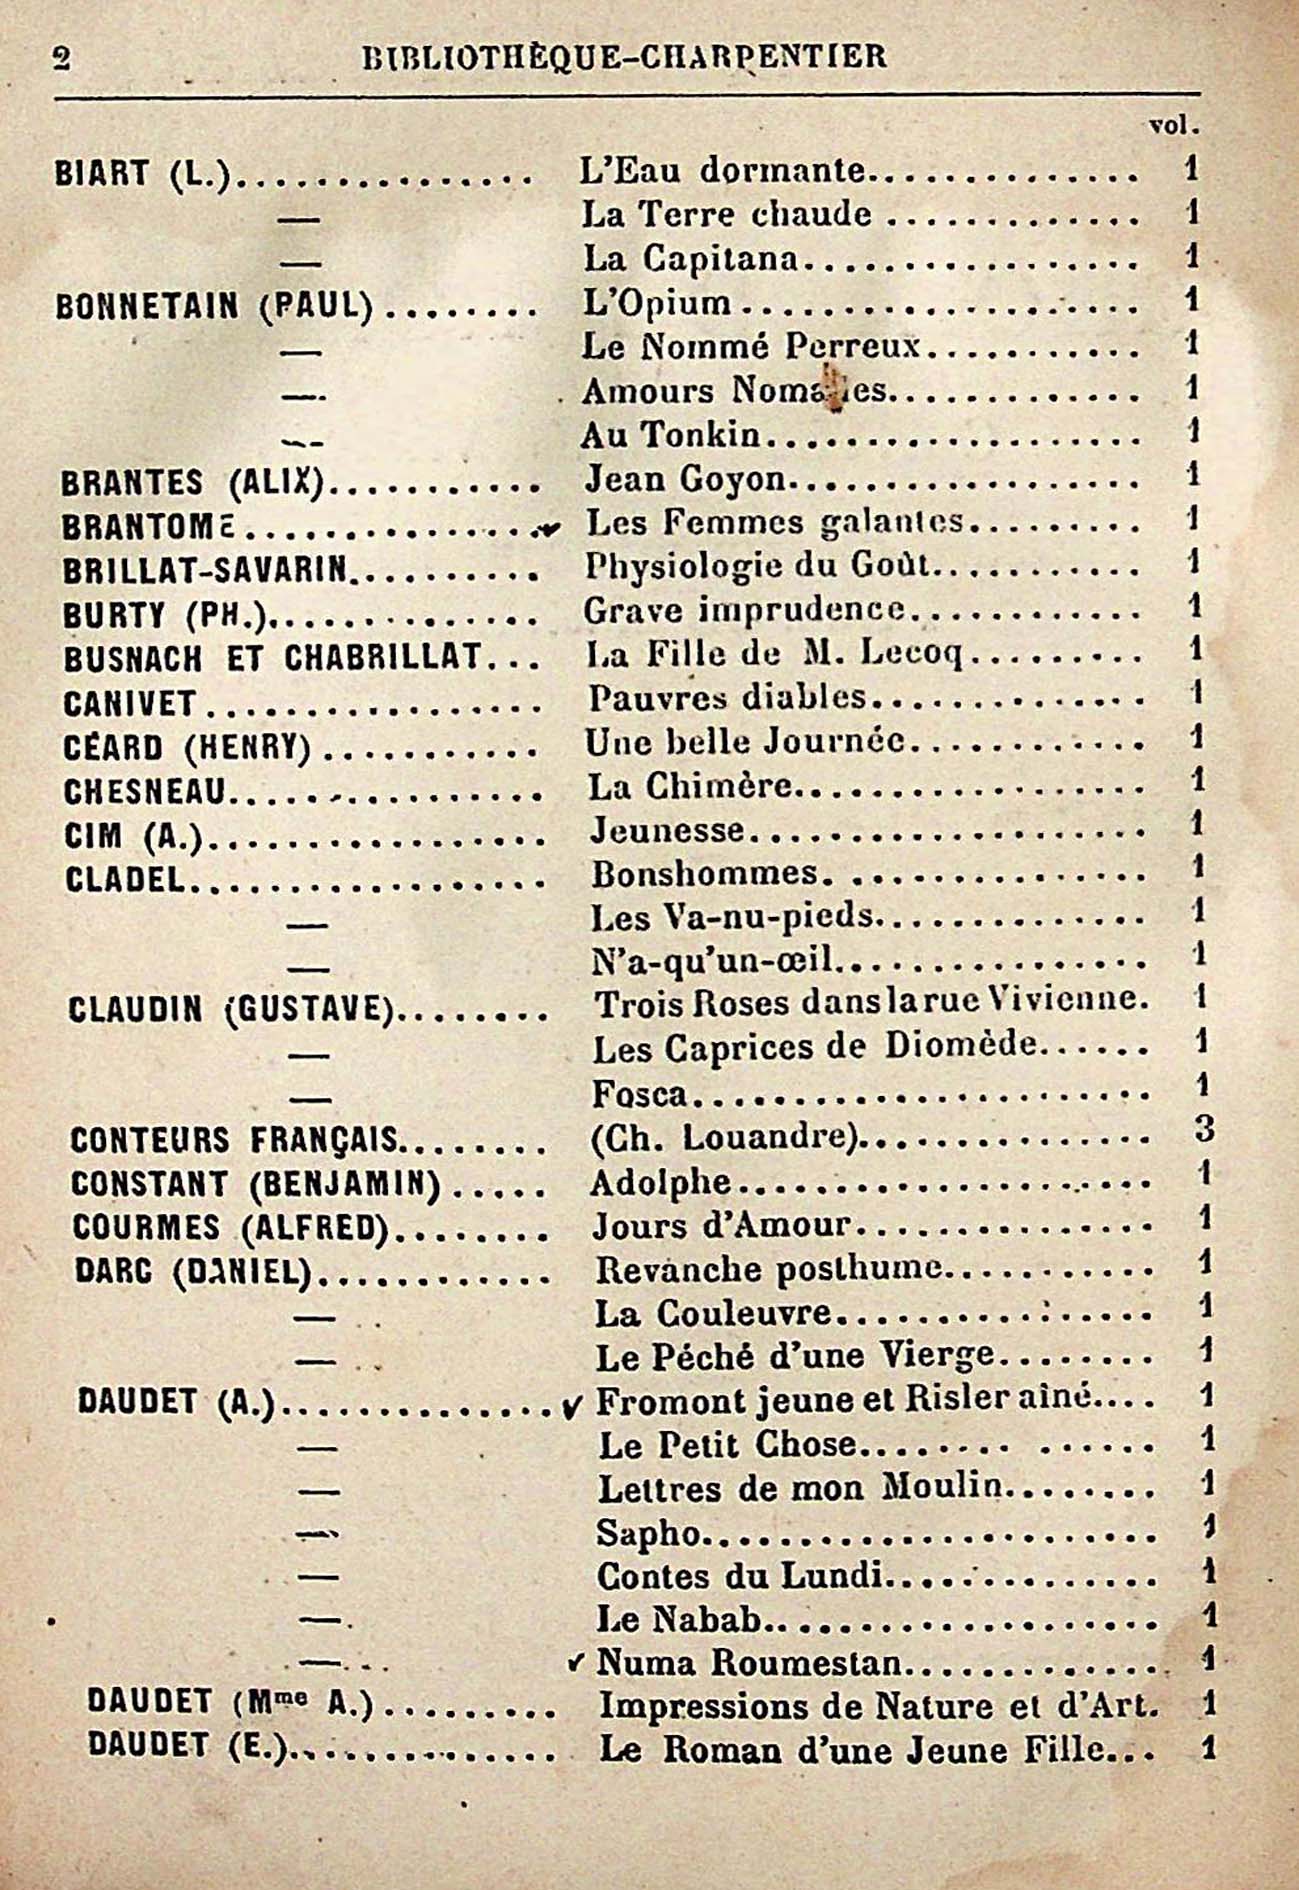 2 BIBLIOTHÈQUE-CHARPENTIER
vol.
BIART (L.)............... L'Eau dormante.............. 1
— La Terre chaude ............. 1
— La Capitana................. 1
BONNETAIN (PAUL) ........ L'Opium .................... 1
— Le Nommé Perreux........... 1
— Amours Nomades............. 1
— Au Tonkin................... 1
BRANTES (ALIX)........... Jean Goyon.................. 1
BRANTOME............... Les Femmes galantes......... 1
BRILLAT-SAVARIN.......... Physiologie du Goût........... 1
BURTY (PH.).............. Grave imprudence............ 1
BUSNACH ET CHABRILLAT... La Fille de M. Lecoq......... 1
CANIVET................. Pauvres diables.............. 1
CÉARD (HENRY) ........... Une belle Journée............ 1
CHESNEAU................ La Chimère.................. 1
CIM (A.)................. Jeunesse.................... 1
CLADEL.................. Bonshommes. ............... 1
— Les Va-nu-pieds.............. 1
— N'a-qu'un-œil................ 1
CLAUDIN (GUSTAVE)........ Trois Roses dans la rue Vivienne. 1
— Les Caprices de Diomède...... 1
— Fosca....................... 1
CONTEURS FRANÇAIS........ (Ch. Louandre)............... 3
CONSTANT (BENJAMIN) ..... Adolphe..................... 1
COURMES (ALFRED)........ Jours d'Amour............... 1
DARC (DANIEL)............ Revanche posthume........... 1
— La Couleuvre................ 1
— Le Péché d'une Vierge........ 1
DAUDET (A.).............. Fromont jeune et Risler aîné.... 1
— Le Petit Chose........ ...... 1
— Lettres de mon Moulin........ 1
— Sapho....................... 1
— Contes du Lundi.............. 1
— Le Nabab.................... 1
— Numa Roumestan............. 1
DAUDET (Mme A.)......... Impressions de Nature et d'Art. 1
DAUDET (E.).............. Le Roman d'une Jeune Fille... 1